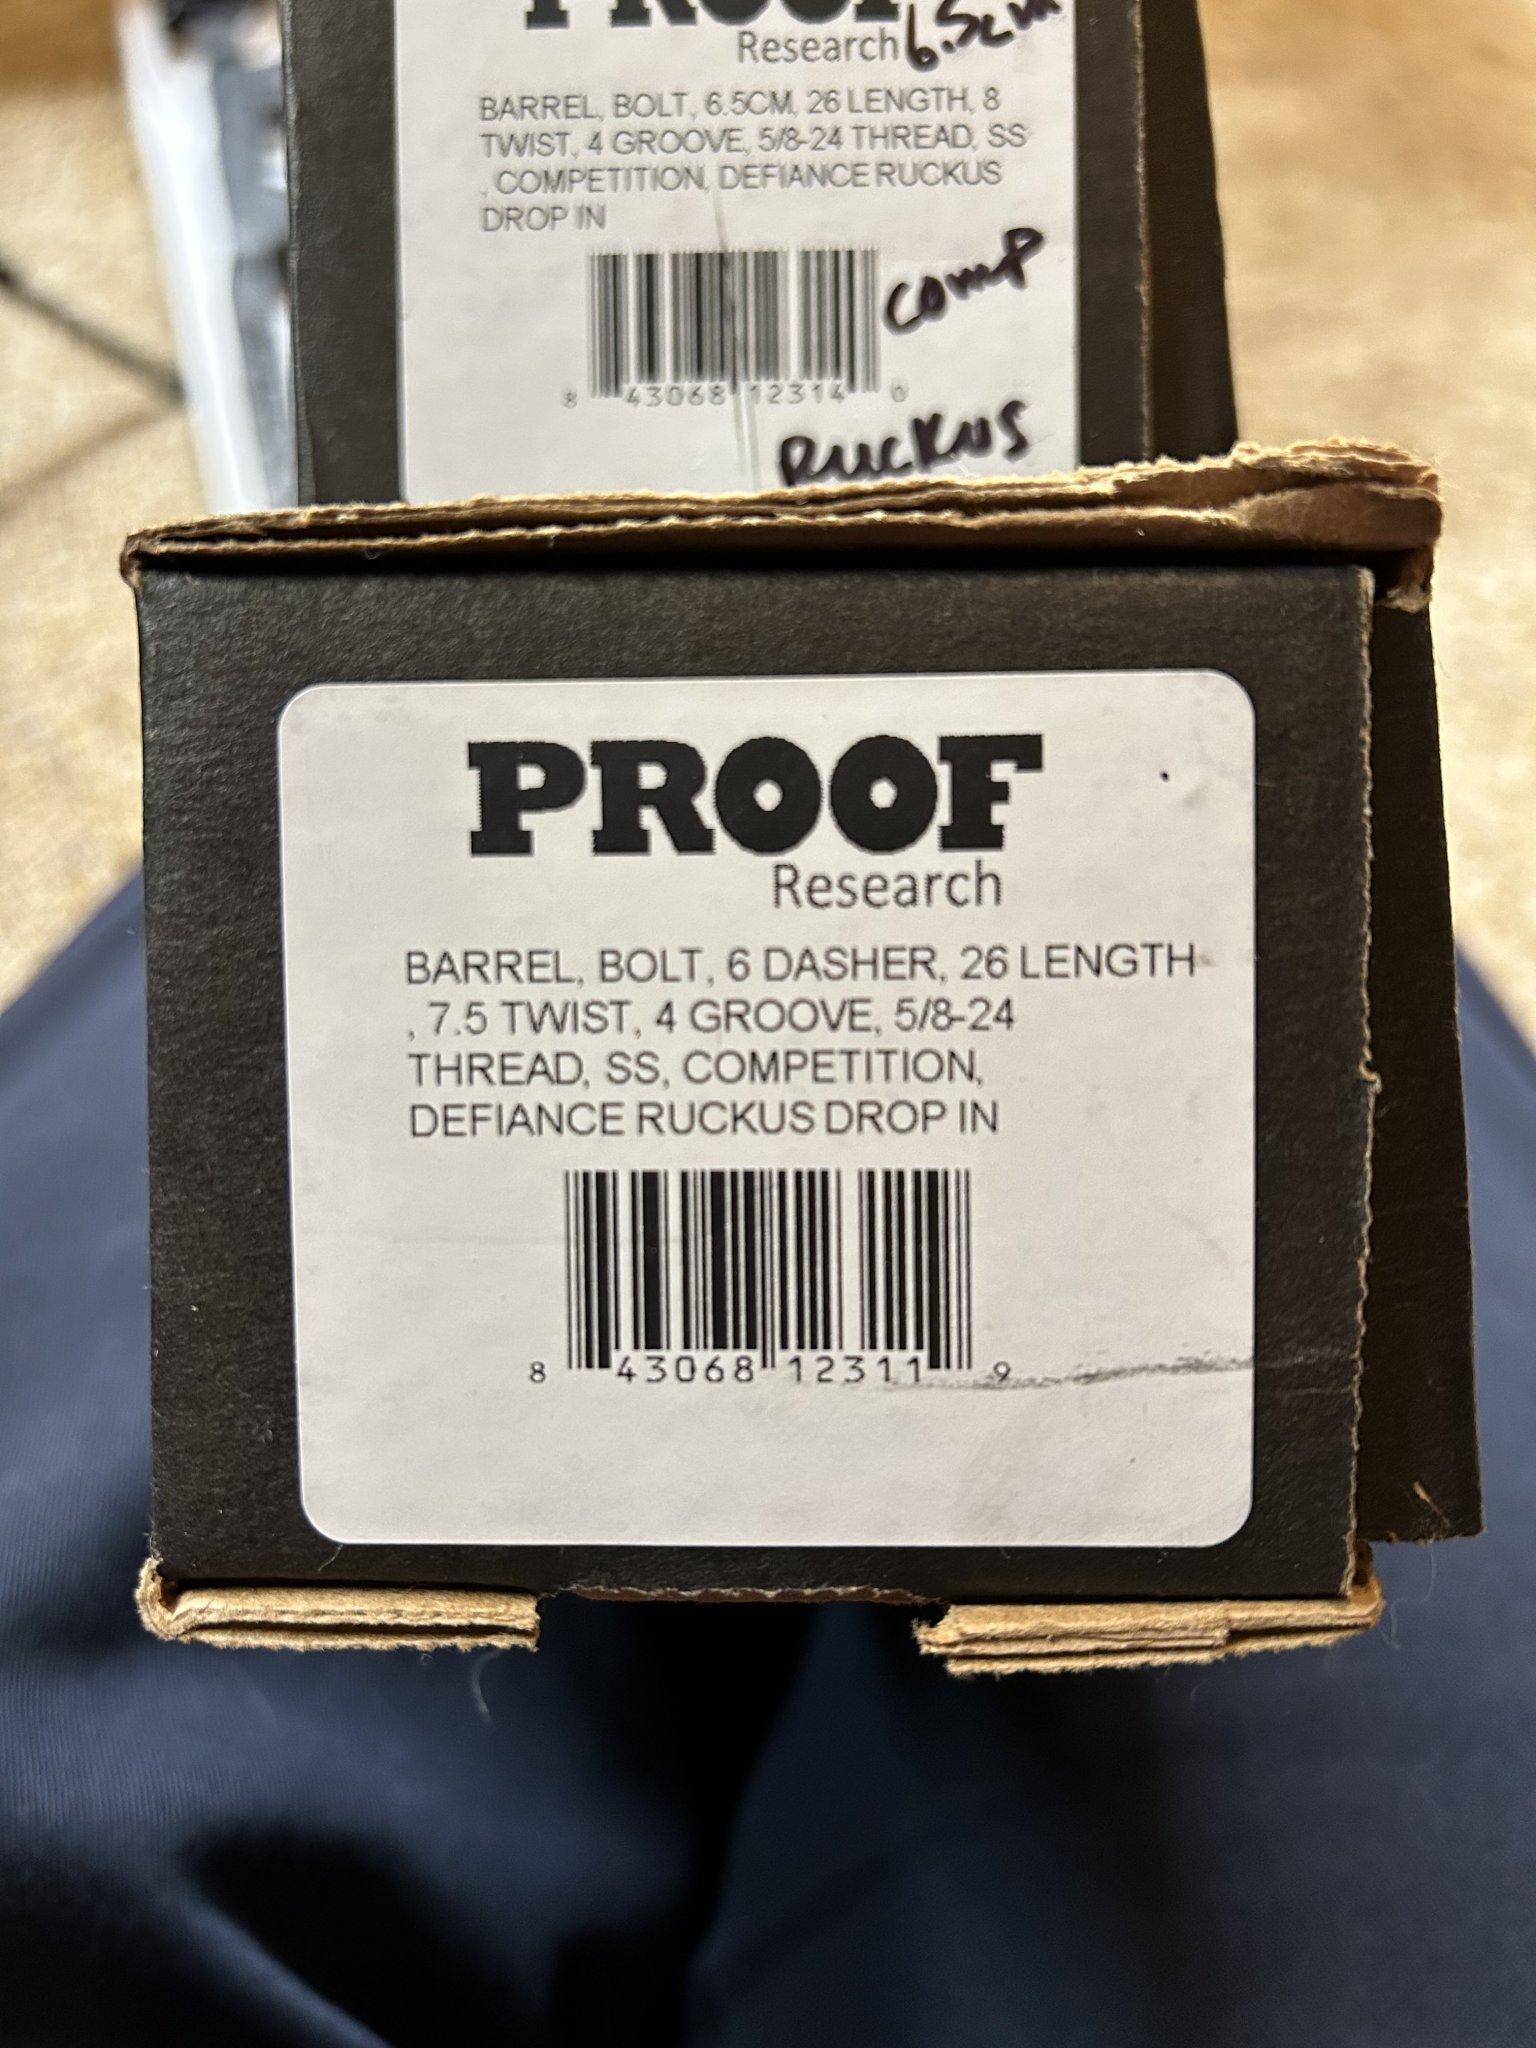 PROOF
Research 6.5cm
BARREL, BOLT, 6.5CM, 26 LENGTH, 8
TWIST, 4 GROOVE, 5/8-24 THREAD, SS
, COMPETITION, DEFIANCE RUCKUS
DROP IN
comp
8 43068 12314 0
RUCKUS
PROOF
Research
BARREL, BOLT, 6 DASHER, 26 LENGTH
, 7.5 TWIST, 4 GROOVE, 5/8-24
THREAD, SS, COMPETITION,
DEFIANCE RUCKUS DROP IN
8 43068 12311 9